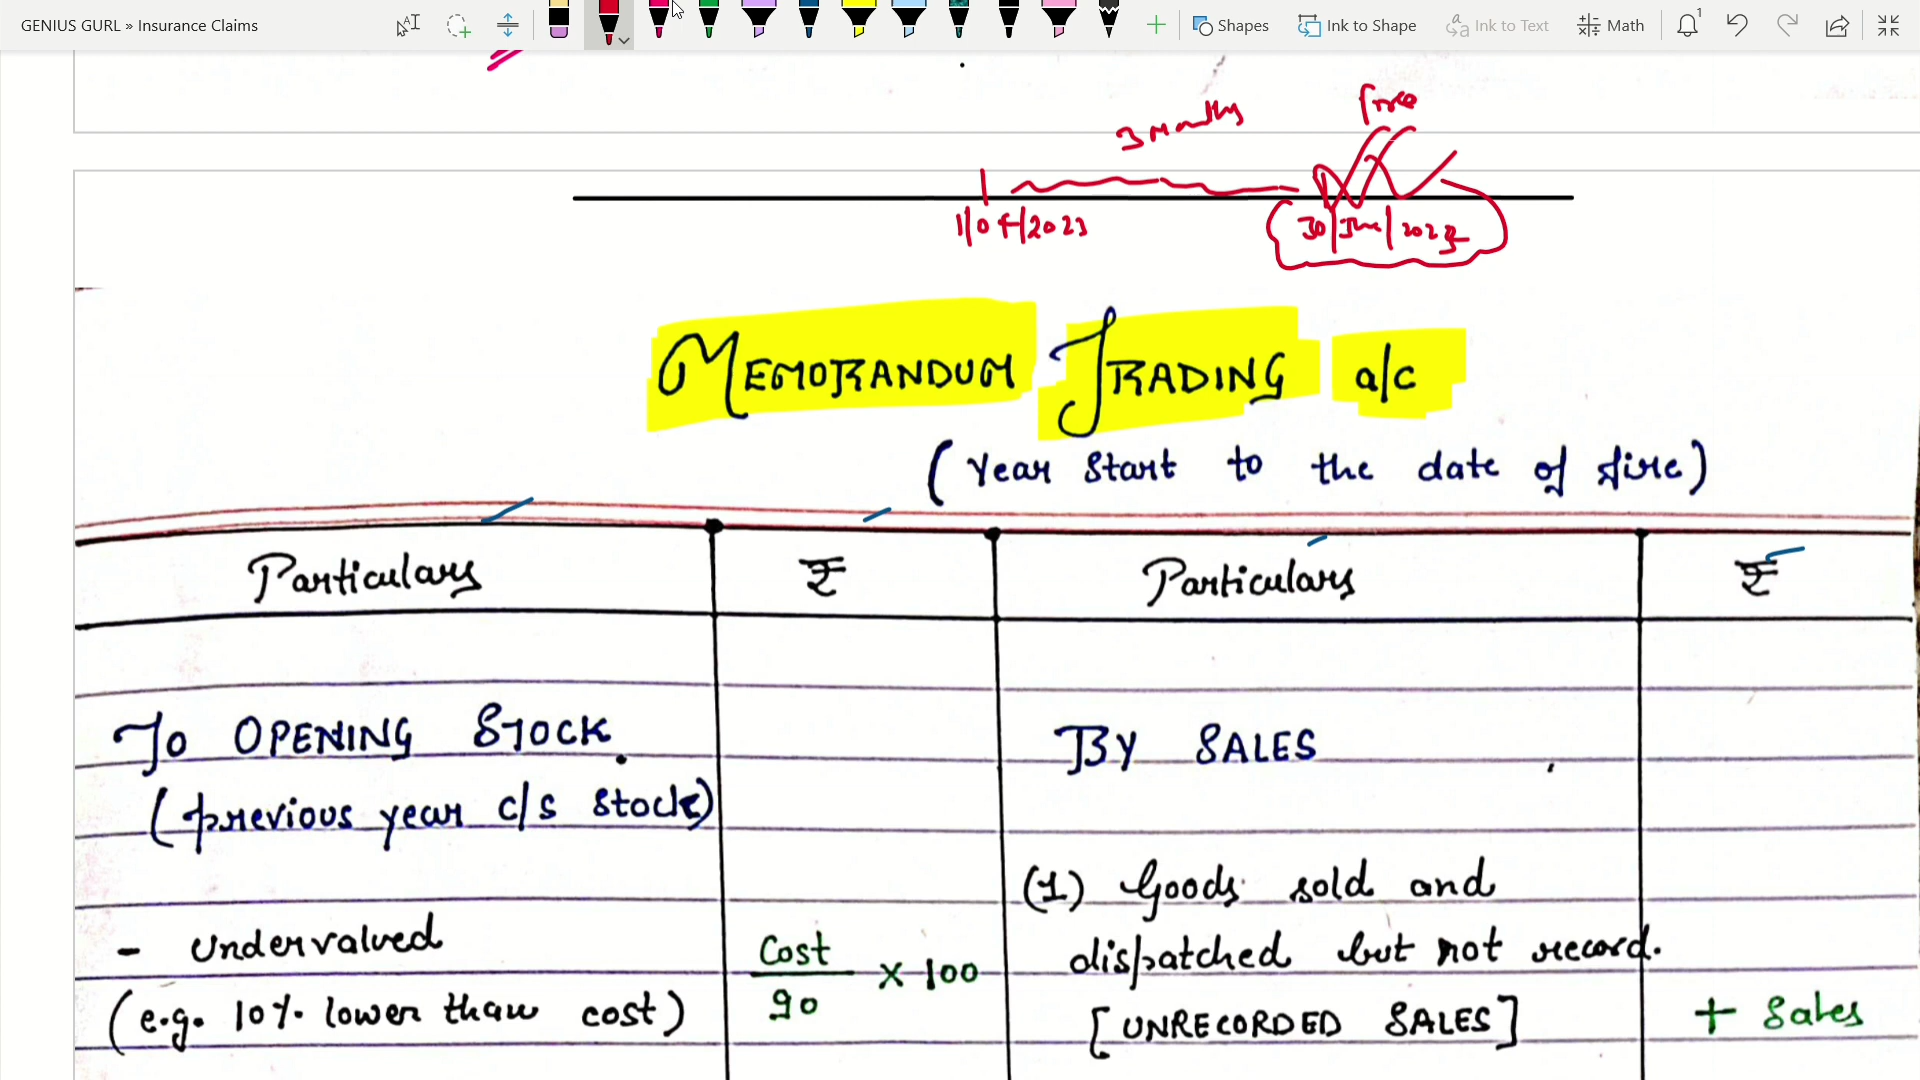 GENIUS GURL » Insurance Claims
Shapes
Ink to Shape
Ink to Text
Math
1
3 Months
fire
1/04/2023
30/June/2023
MEMORANDUM TRADING a/c
(Year Start to the date of fire)
Particulars ₹ Particulars ₹
To OPENING STOCK.
(previous year c/s stock)
- Undervalued
(e.g. 10% lower than cost)
Cost
90
× 100
BY SALES
(1) Goods sold and
dispatched but not record.
[UNRECORDED SALES]
+ Sales